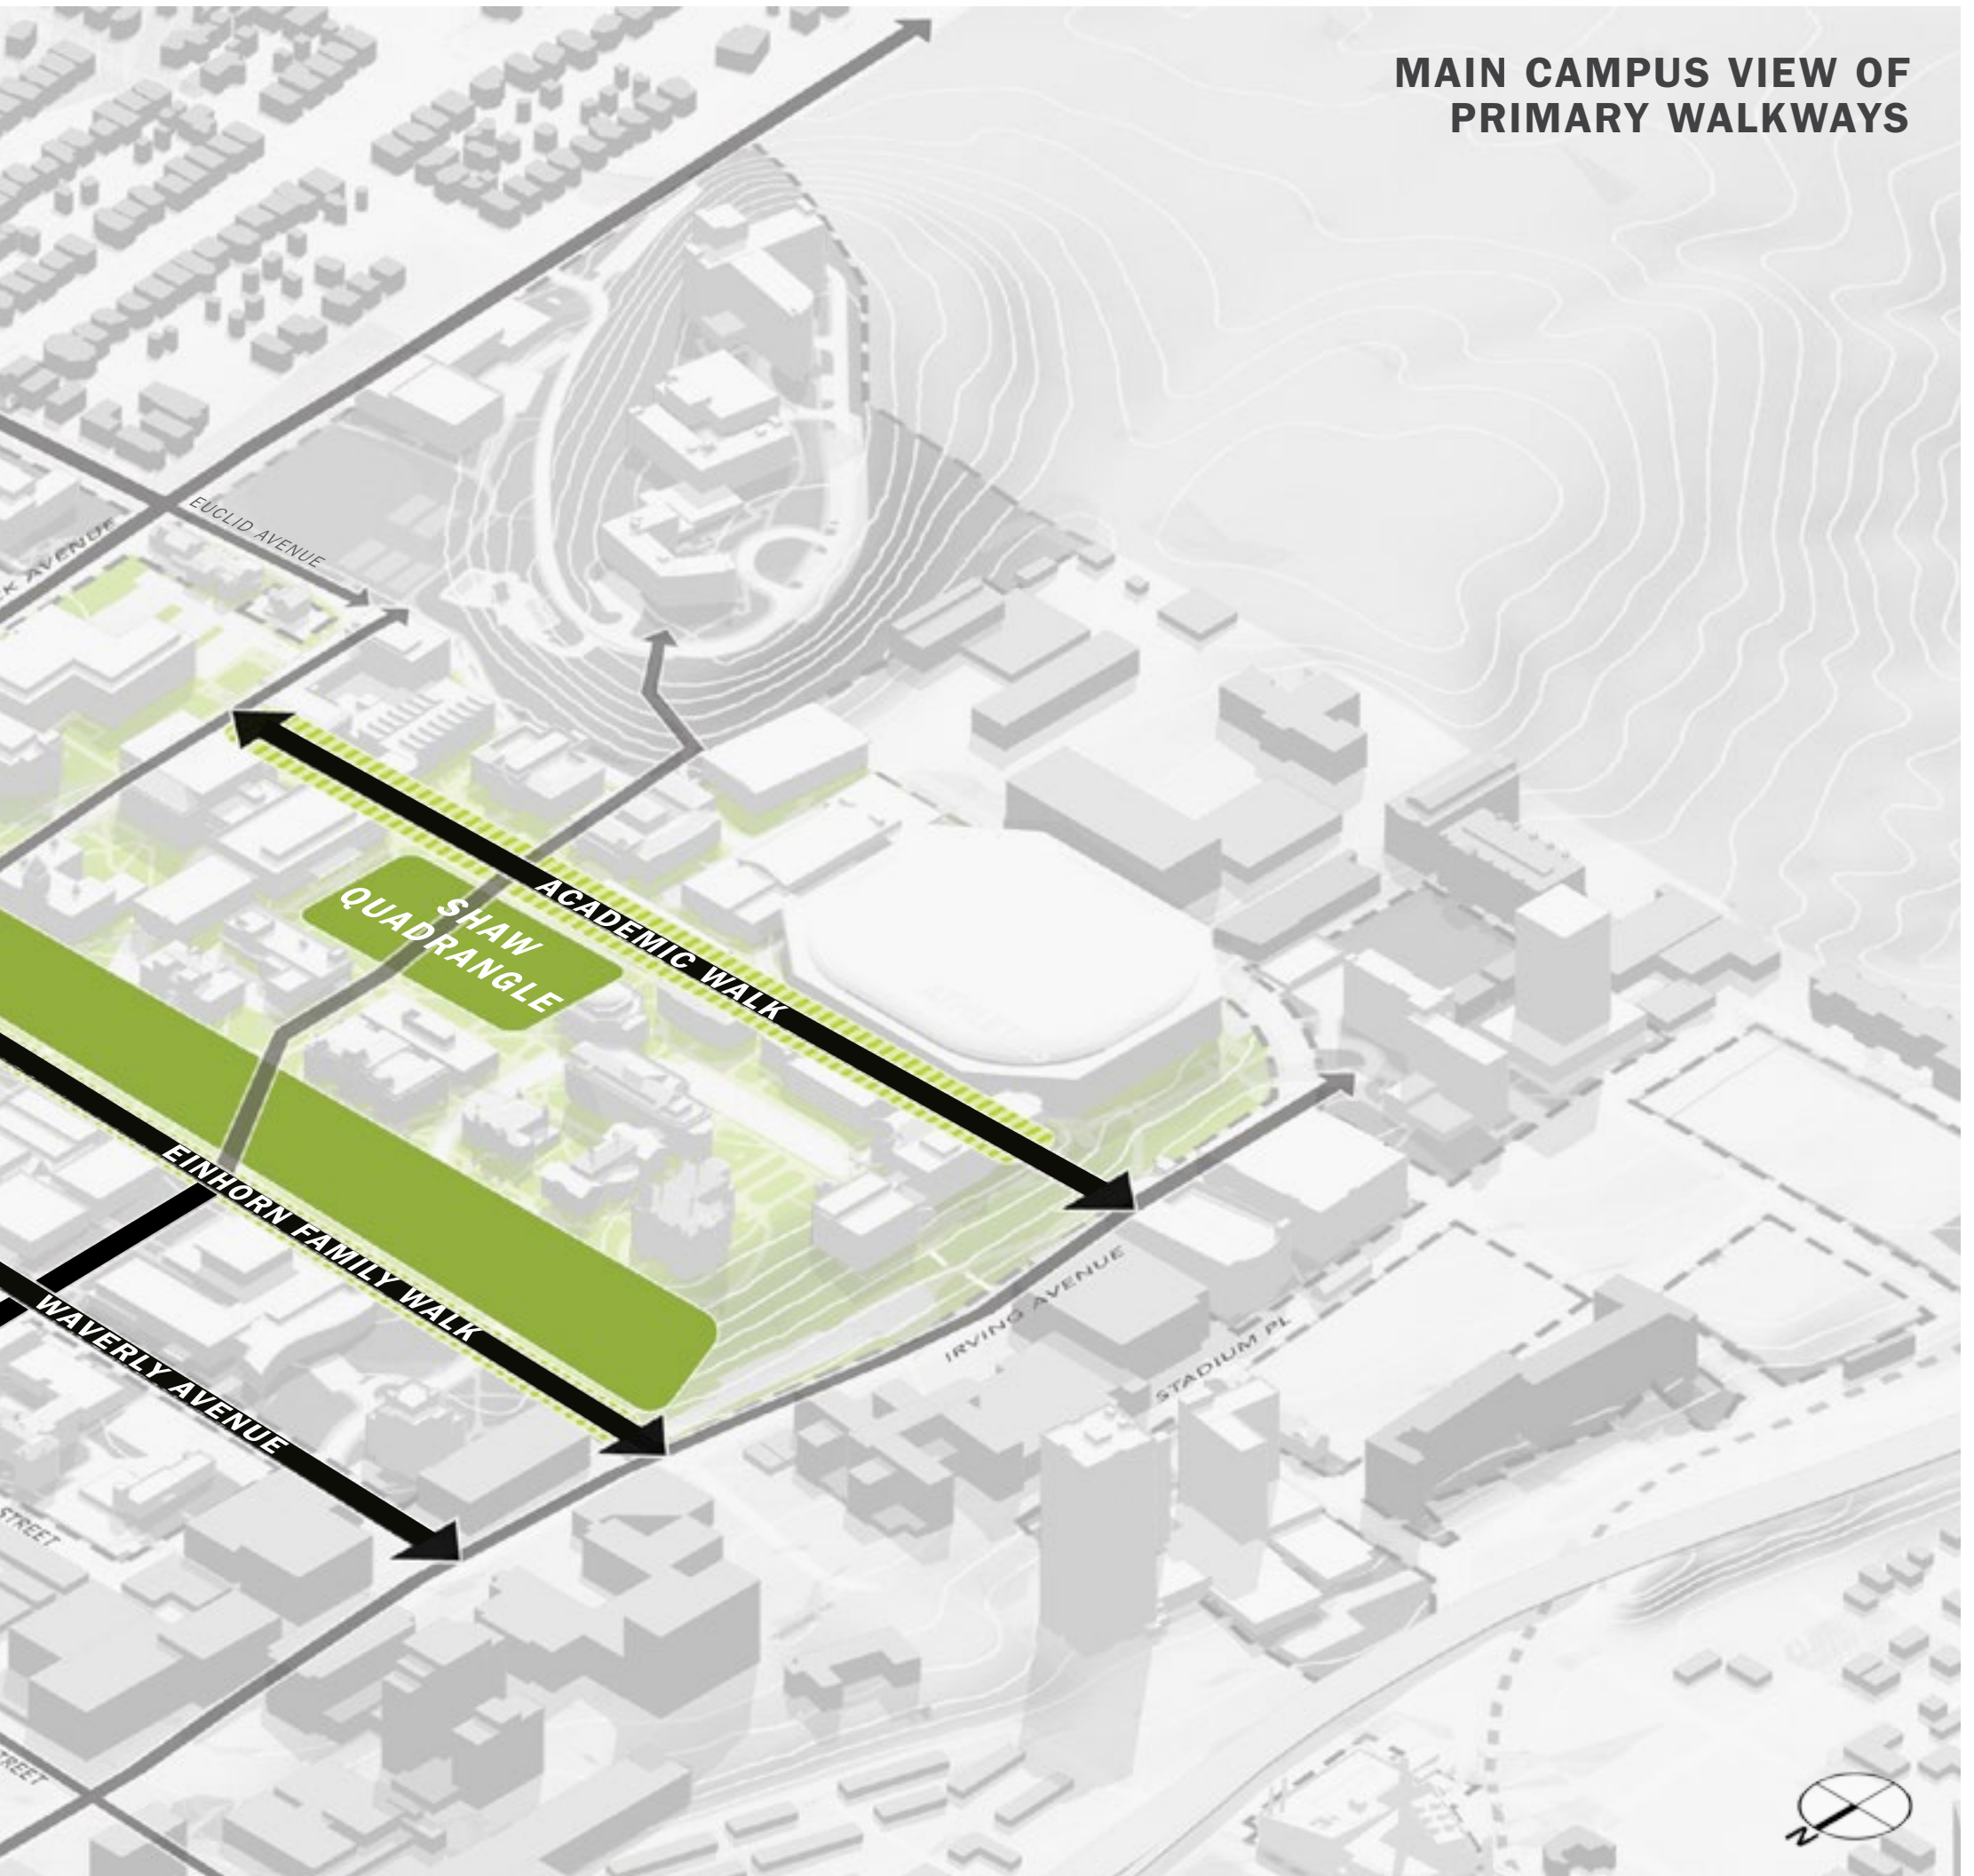 MAIN CAMPUS VIEW OF
PRIMARY WALKWAYS
EUCLID AVENUE
AVENUE
SHAW
QUADRANGLE
ACADEMIC WALK
EINHORN FAMILY WALK
WAVERLY AVENUE
IRVING AVENUE
STADIUM PL
STREET
N